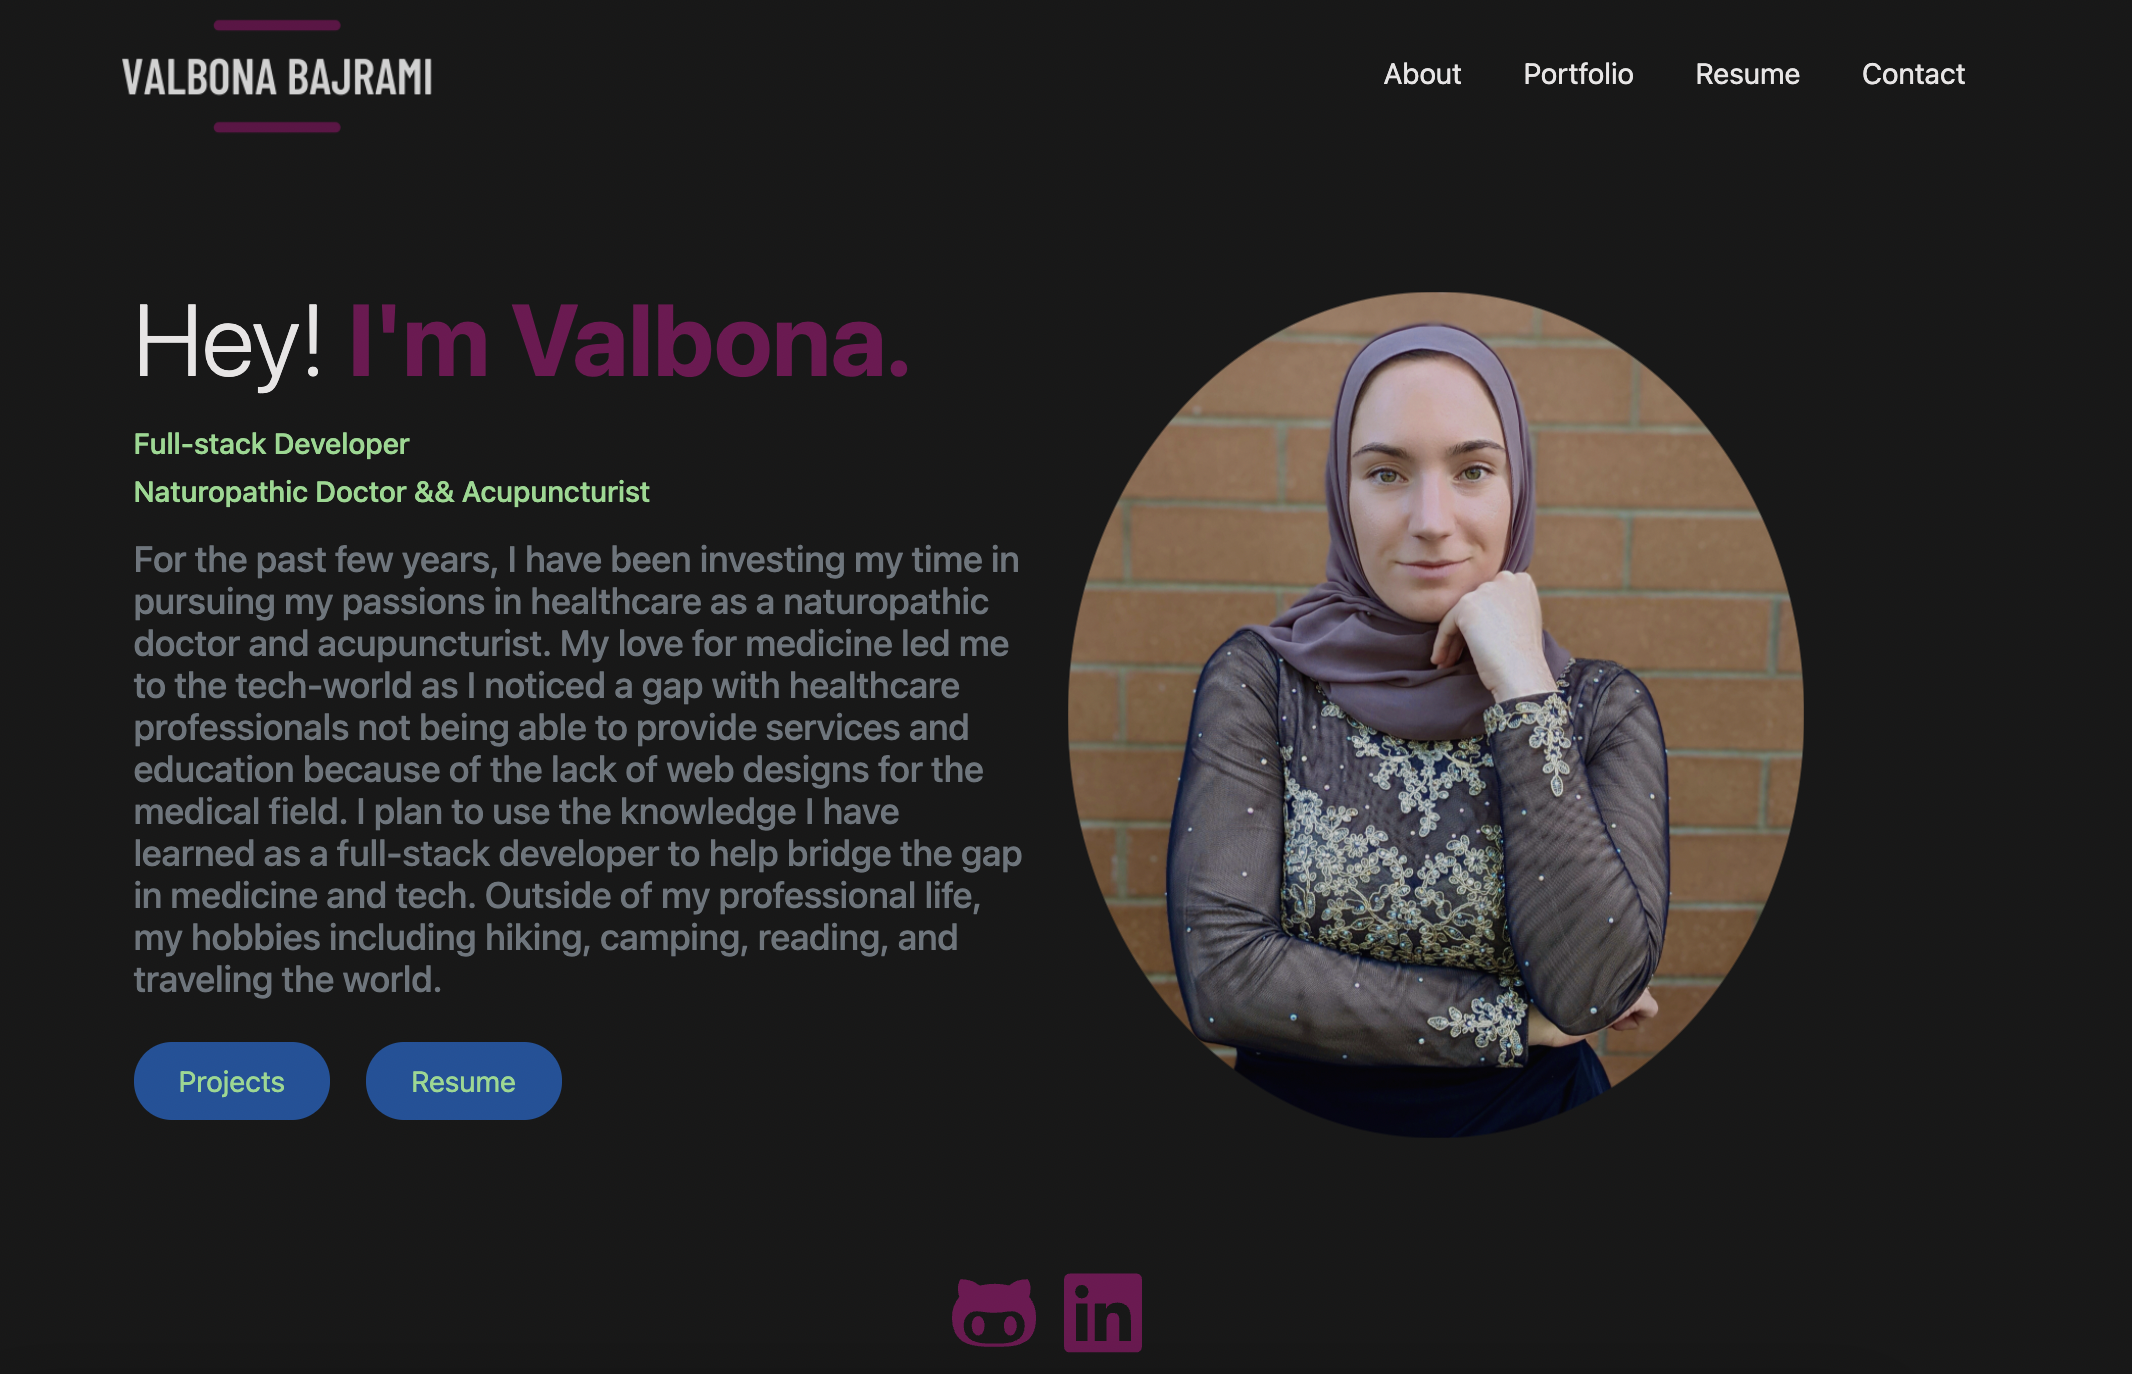 VALBONA BAJRAMI
About Portfolio Resume Contact
Hey! I'm Valbona.
Full-stack Developer
Naturopathic Doctor && Acupuncturist
For the past few years, I have been investing my time in
pursuing my passions in healthcare as a naturopathic
doctor and acupuncturist. My love for medicine led me
to the tech-world as I noticed a gap with healthcare
professionals not being able to provide services and
education because of the lack of web designs for the
medical field. I plan to use the knowledge I have
learned as a full-stack developer to help bridge the gap
in medicine and tech. Outside of my professional life,
my hobbies including hiking, camping, reading, and
traveling the world.
Projects Resume
in